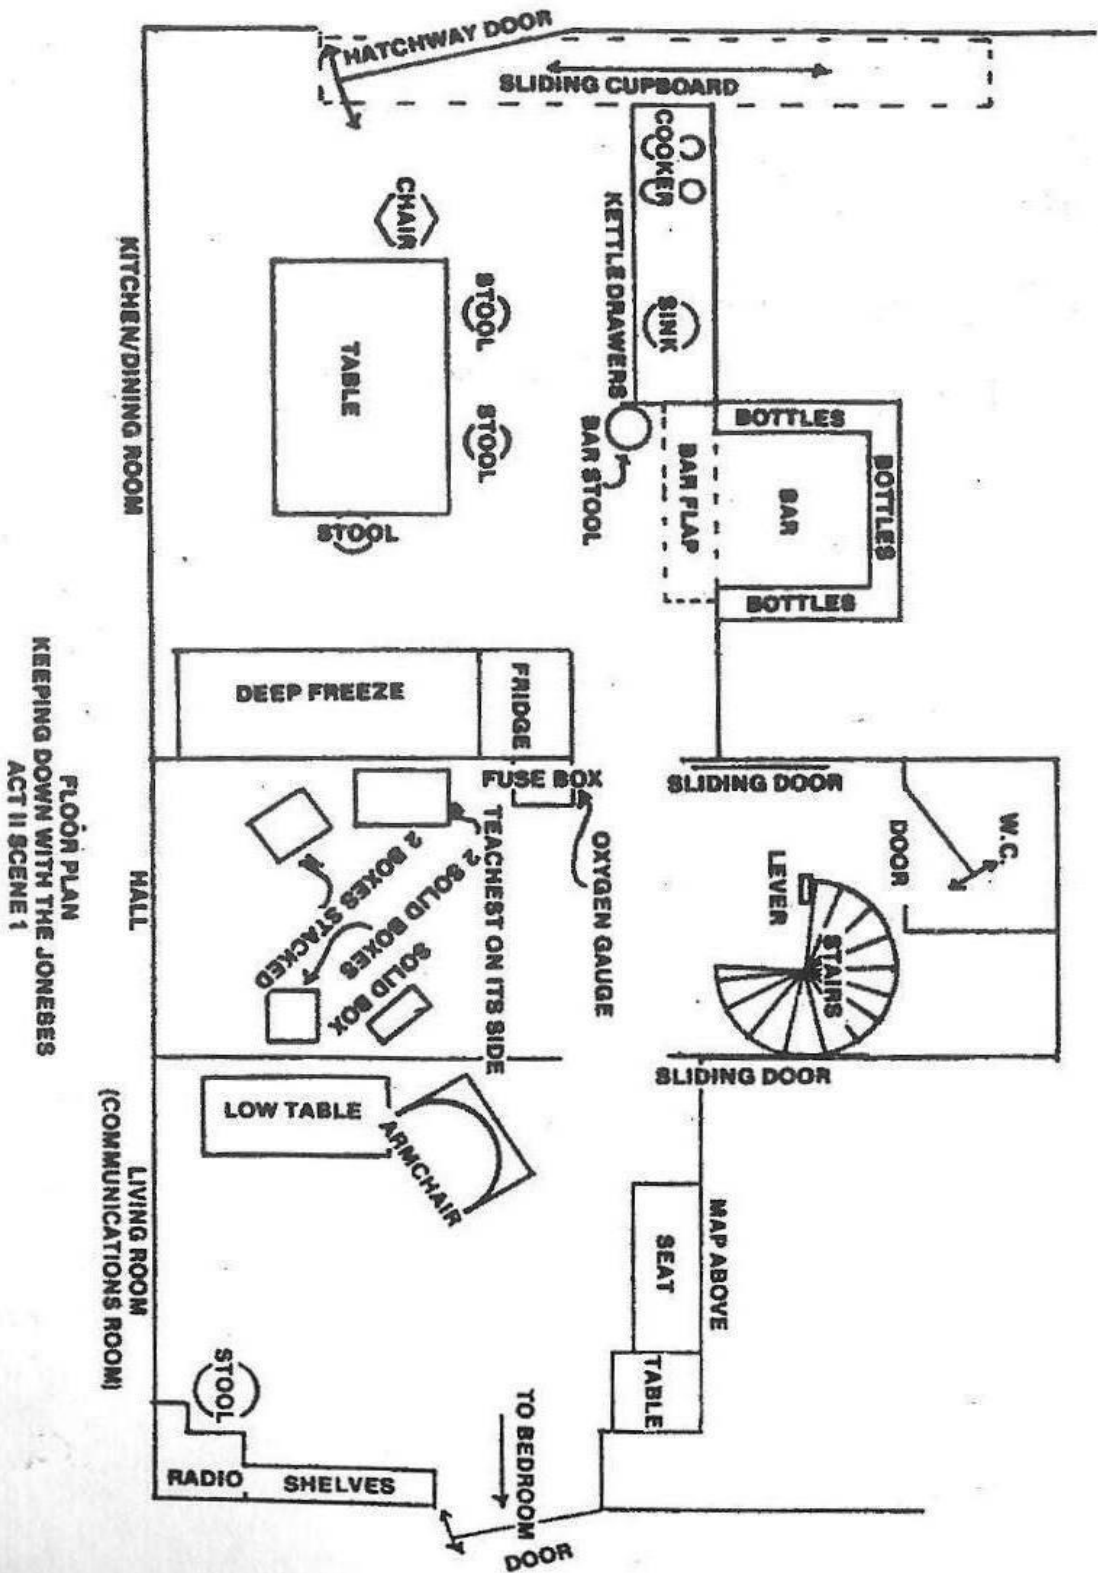 HATCHWAY DOOR
SLIDING CUPBOARD
COOKER
CHAIR
KETTLE DRAWERS
STOOL
SINK
TABLE
STOOL
STOOL
BAR STOOL
BAR FLAP
BOTTLES
BAR
BOTTLES
BOTTLES
KITCHEN/DINING ROOM
DEEP FREEZE
FRIDGE
FUSE BOX
SLIDING DOOR
W.C.
DOOR
LEVER
STAIRS
OXYGEN GAUGE
TEACHEST ON ITS SIDE
2 SOLID BOXES
2 BOXES STACKED
SOLID BOX
HALL
SLIDING DOOR
LOW TABLE
ARMCHAIR
MAP ABOVE
SEAT
TABLE
STOOL
RADIO
SHELVES
TO BEDROOM
DOOR
LIVING ROOM
(COMMUNICATIONS ROOM)
FLOOR PLAN
KEEPING DOWN WITH THE JONESES
ACT II SCENE 1